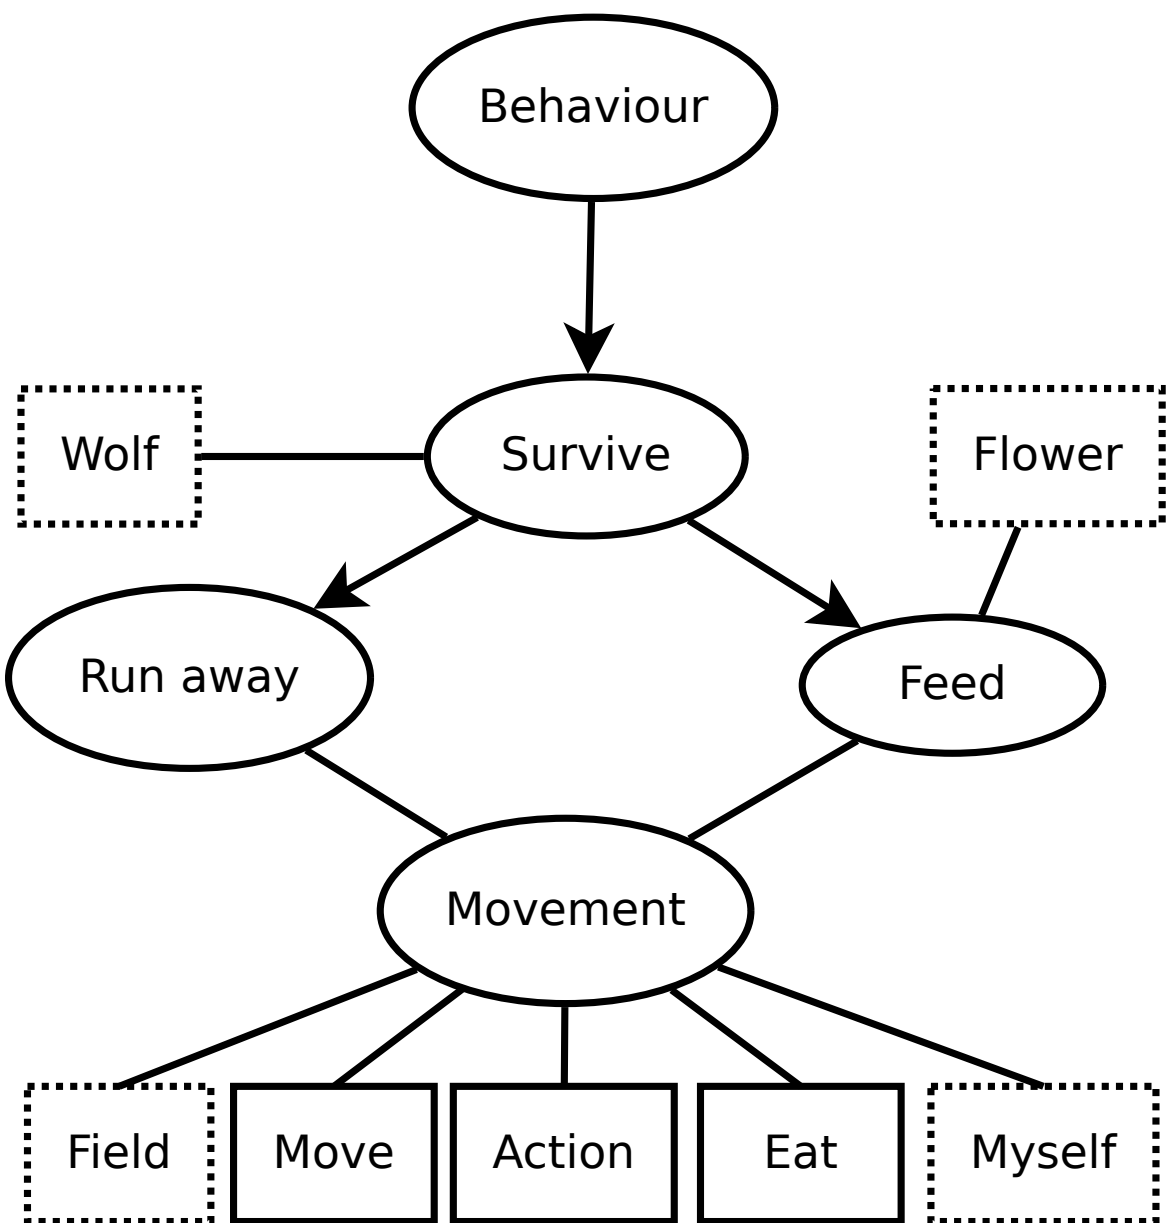 Behaviour
Wolf
Survive
Flower
Run away
Feed
Movement
Field
Move
Action
Eat
Myself